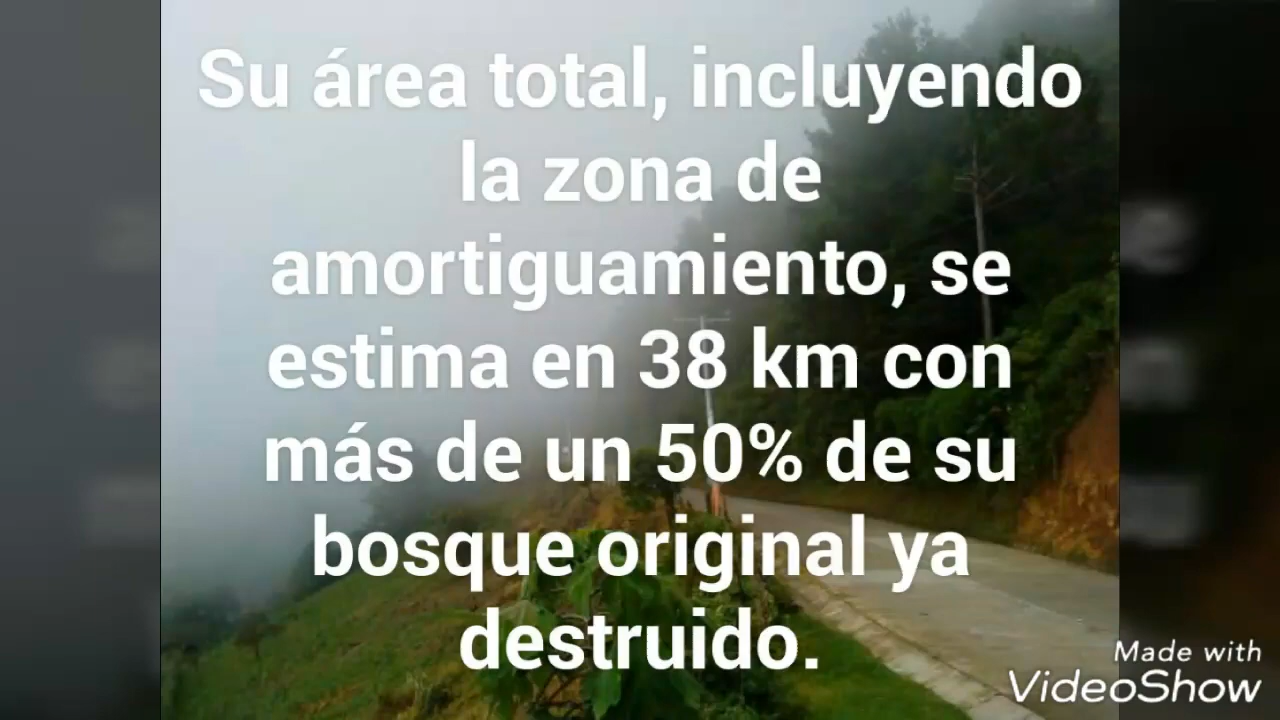 Su área total, incluyendo
la zona de
amortiguamiento, se
estima en 38 km con
más de un 50% de su
bosque original ya
destruido.
Made with
VideoShow